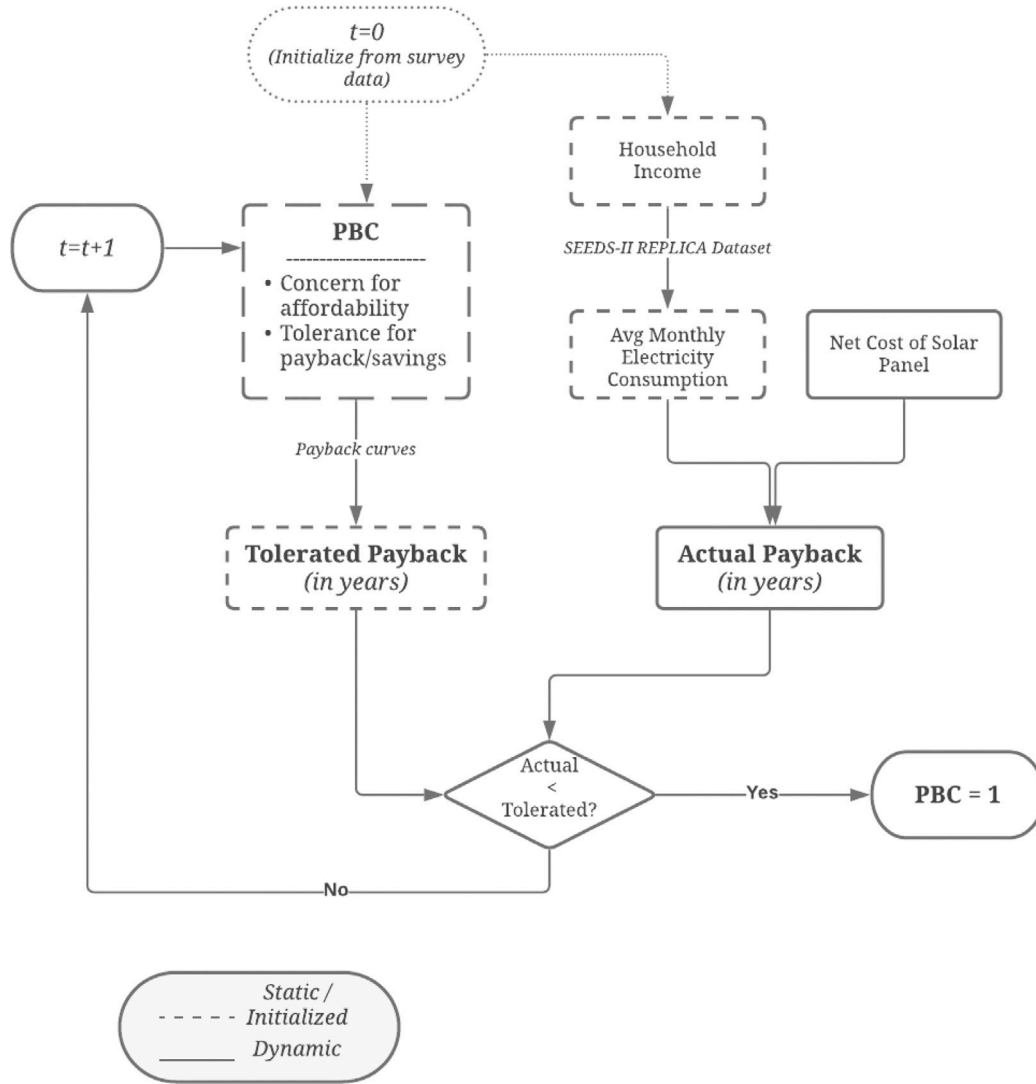 t=0
(Initialize from survey
data)
Household
Income
t=t+1
PBC
---------------------
• Concern for
affordability
• Tolerance for
payback/savings
SEEDS-II REPLICA Dataset
Avg Monthly
Electricity
Consumption
Net Cost of Solar
Panel
Payback curves
Tolerated Payback
(in years)
Actual Payback
(in years)
Actual
<
Tolerated?
Yes
PBC = 1
No
Static /
Initialized
Dynamic